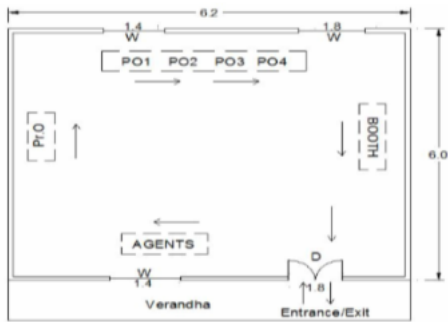 6.2
1.4
1.8
W
W
PO1 PO2 PO3 PO4
Pr.O
BOOTH
6.0
AGENTS
D
W
1.4
1.8
Verandha
Entrance/Exit